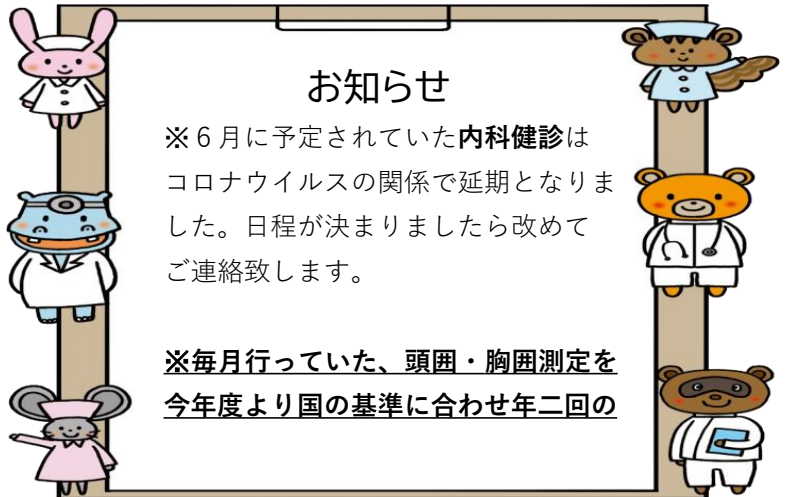 お知らせ
※６月に予定されていた内科健診は
コロナウイルスの関係で延期となりま
した。日程が決まりましたら改めて
ご連絡致します。
※毎月行っていた、頭囲・胸囲測定を
今年度より国の基準に合わせ年二回の